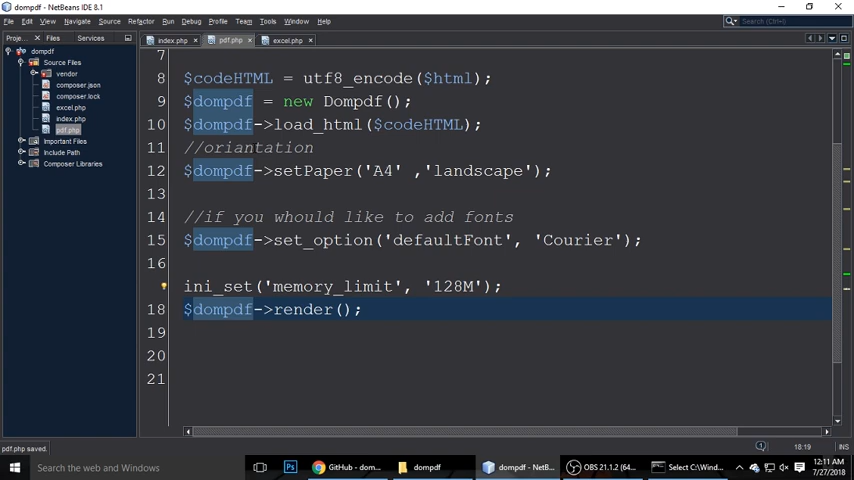 dompdf - NetBeans IDE 8.1
File Edit View Navigate Source Refactor Run Debug Profile Team Tools Window Help
Search (Ctrl+I)
Proje... Files Services
index.php pdf.php excel.php
dompdf
Source Files
vendor
composer.json
composer.lock
excel.php
index.php
pdf.php
Important Files
Include Path
Composer Libraries
7
8 $codeHTML = utf8_encode($html);
9 $dompdf = new Dompdf();
10 $dompdf->load_html($codeHTML);
11 //oriantation
12 $dompdf->setPaper('A4' ,'landscape');
13
14 //if you whould like to add fonts
15 $dompdf->set_option('defaultFont', 'Courier');
16
ini_set('memory_limit', '128M');
18 $dompdf->render();
19
20
21
pdf.php saved.
1
18:19
INS
Search the web and Windows
Ps
GitHub - dom...
dompdf
dompdf - NetB...
OBS 21.1.2 (64...
Select C:\Wind...
12:11 AM
7/27/2018